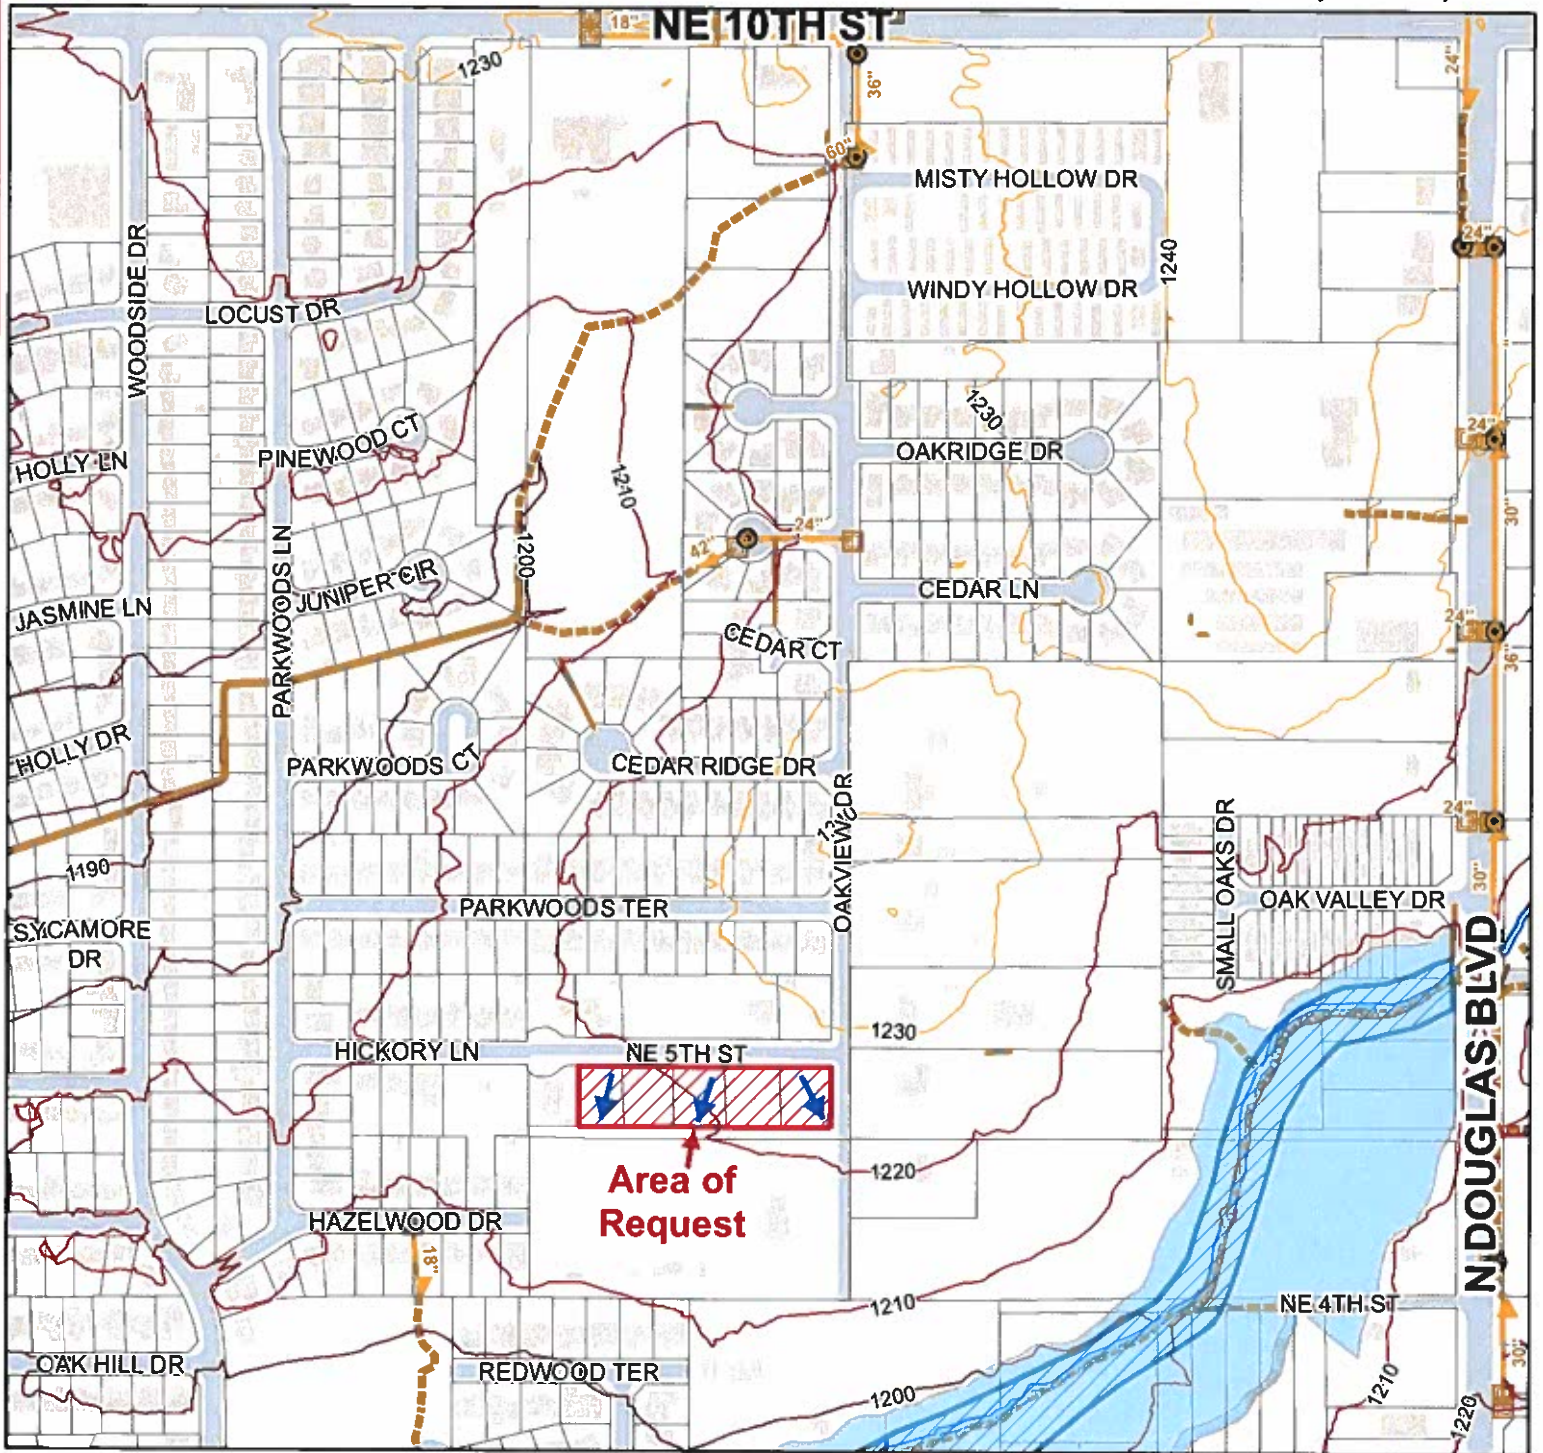 18"
NE 10TH ST
24"
1230
36"
60"
MISTY HOLLOW DR
24"
WOODSIDE DR
1240
WINDY HOLLOW DR
LOCUST DR
1230
PINEWOOD CT
24"
OAKRIDGE DR
HOLLY LN
1210
30"
24"
42"
1200
PARKWOODS LN
JUNIPER CIR
CEDAR LN
JASMINE LN
24"
CEDAR CT
36"
HOLLY DR
PARKWOODS CT
CEDAR RIDGE DR
OAKVIEW DR
24"
SMALL OAKS DR
1190
30"
OAK VALLEY DR
PARKWOODS TER
SYCAMORE
DR
N DOUGLAS BLVD
1230
HICKORY LN
NE 5TH ST
1220
Area of
Request
HAZELWOOD DR
18"
1210
NE 4TH ST
30"
OAK HILL DR
REDWOOD TER
1210
1200
1220